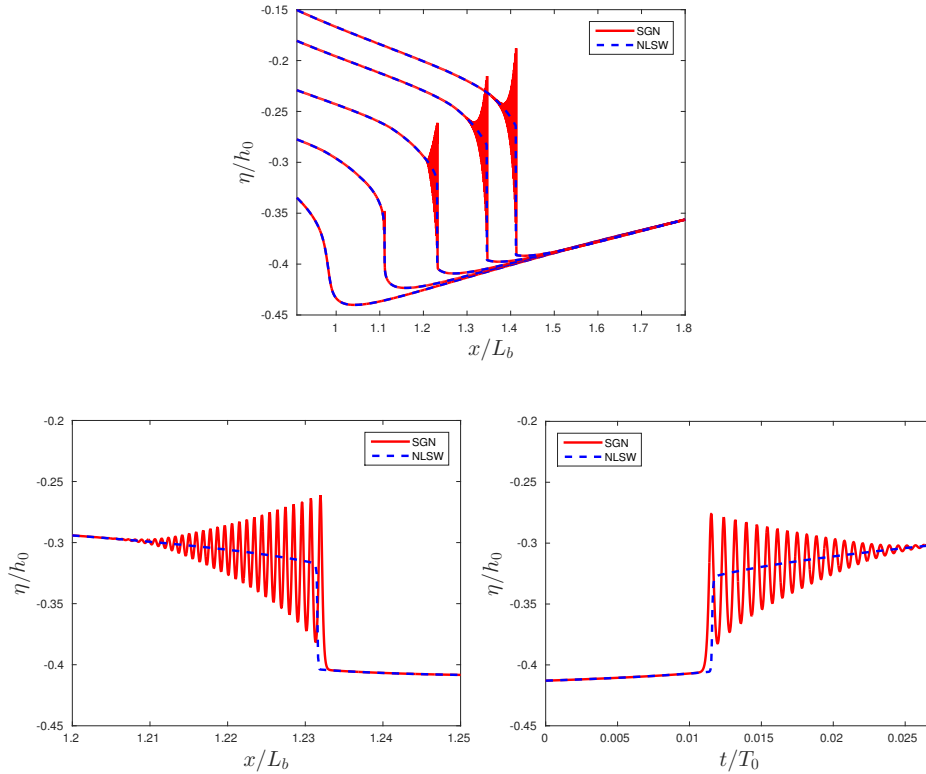 -0.15
-0.2
-0.25
-0.3
-0.35
-0.4
-0.45
η/h₀
SGN
NLSW
1 1.1 1.2 1.3 1.4 1.5 1.6 1.7 1.8
x/L_b
-0.2
-0.25
-0.3
-0.35
-0.4
-0.45
η/h₀
SGN
NLSW
1.2 1.21 1.22 1.23 1.24 1.25
x/L_b
-0.2
-0.25
-0.3
-0.35
-0.4
-0.45
η/h₀
SGN
NLSW
0 0.005 0.01 0.015 0.02 0.025
t/T₀